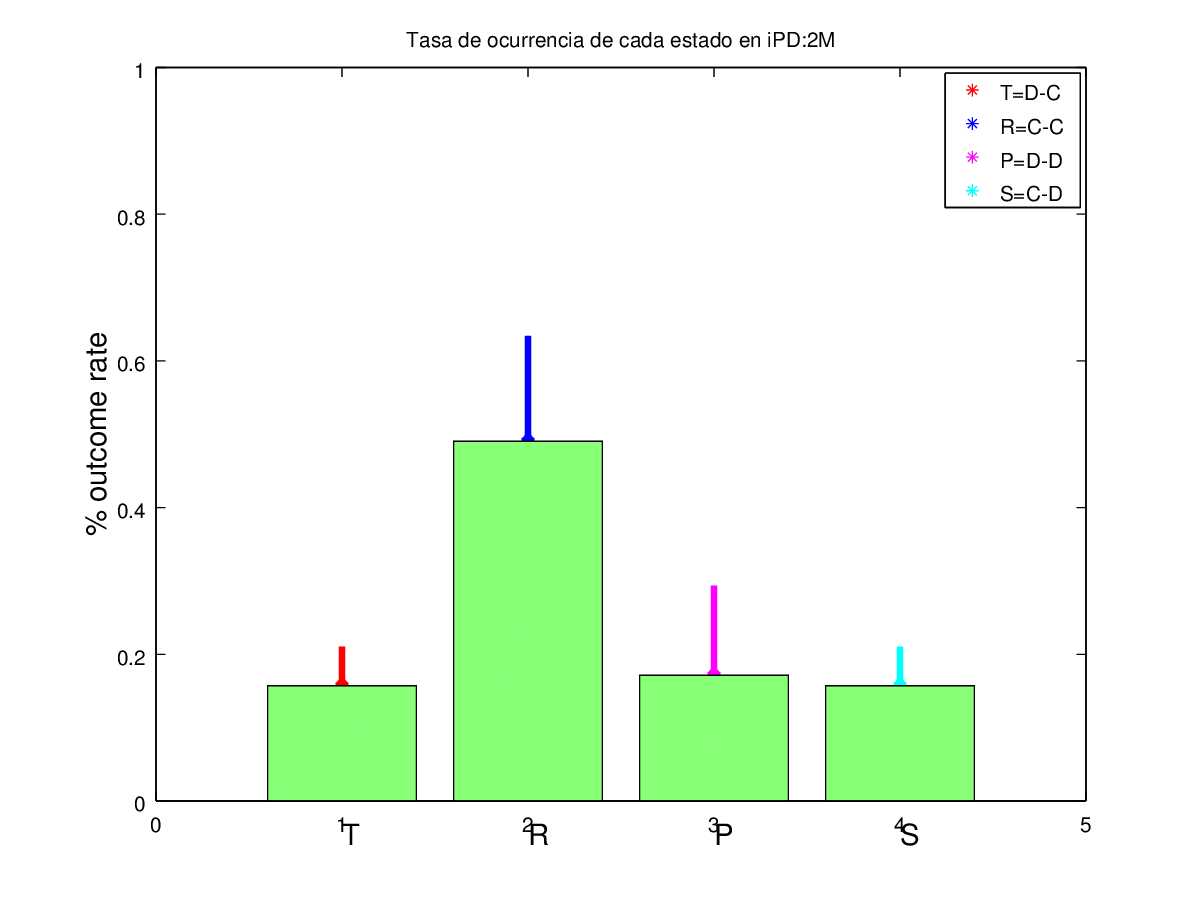 Tasa de ocurrencia de cada estado en iPD:2M
T=D-C
R=C-C
P=D-D
S=C-D
% outcome rate
1
0.8
0.6
0.4
0.2
0
0 1 2 3 4 5
T R P S